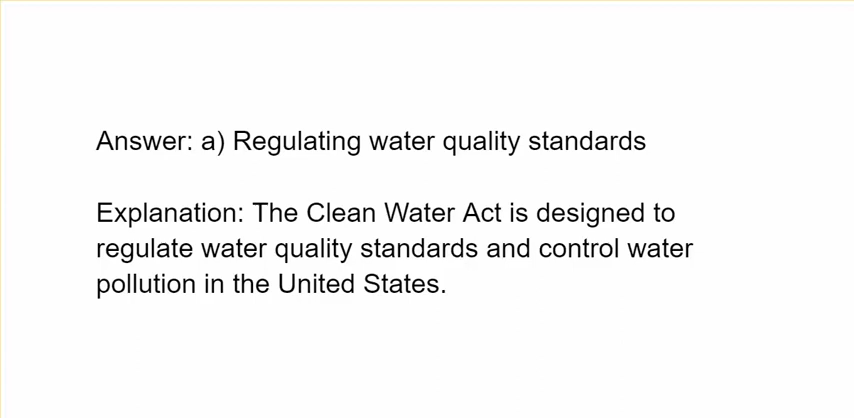 Answer: a) Regulating water quality standards
Explanation: The Clean Water Act is designed to
regulate water quality standards and control water
pollution in the United States.